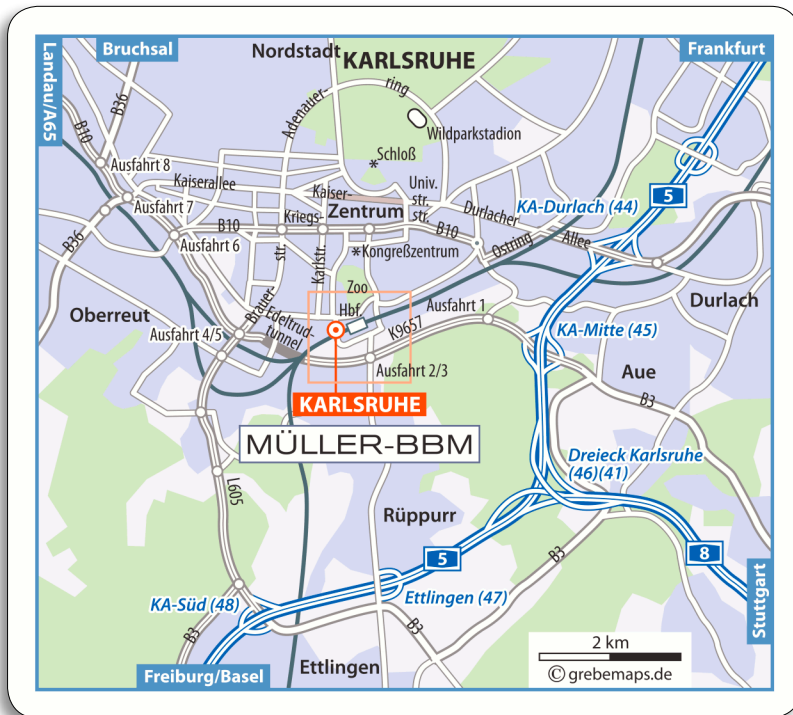 Bruchsal
Nordstadt
KARLSRUHE
Frankfurt
Landau/A65
B36
B10
Adenauer-
ring
Wildparkstadion
Ausfahrt 8
Schloß
Kaiserallee
Kaiser-
Univ.
str.
str.
5
KA-Durlach (44)
Ausfahrt 7
Zentrum
Durlacher
Allee
B10
Kriegs-
B10
Ostring
B36
Ausfahrt 6
str.
Karlstr.
Kongreßzentrum
Zoo
Durlach
Oberreut
Brauer-
Edeltrud-
tunnel
Hbf
K9657
Ausfahrt 1
Ausfahrt 4/5
KA-Mitte (45)
Ausfahrt 2/3
Aue
B3
KARLSRUHE
MÜLLER-BBM
Dreieck Karlsruhe
(46)(41)
L605
Rüppurr
5
B3
8
Stuttgart
KA-Süd (48)
Ettlingen (47)
B3
2 km
Freiburg/Basel
Ettlingen
© grebemaps.de